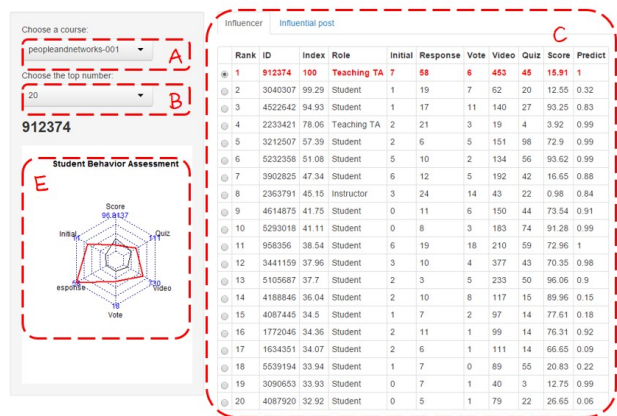 Choose a course:
peopleandnetworks-001
A
Choose the top number:
20
B
912374
E
Student Behavior Assessment
Score
96.8137
Initial
11
Quiz
111
esponse
58
Video
730
18
Vote
Influencer Influential post
C
Rank ID Index Role Initial Response Vote Video Quiz Score Predict
1 912374 100 Teaching TA 7 58 6 453 45 15.91 1
2 3040307 99.29 Student 1 19 7 62 20 12.55 0.32
3 4522642 94.93 Student 1 17 11 140 27 93.25 0.83
4 2233421 78.06 Teaching TA 2 21 3 19 4 3.92 0.99
5 3212507 57.39 Student 2 6 5 151 98 72.9 0.99
6 5232358 51.08 Student 5 10 2 134 56 93.62 0.99
7 3902825 47.34 Student 6 12 5 192 42 16.65 0.88
8 2363791 45.15 Instructor 3 24 14 43 22 0.98 0.84
9 4614875 41.75 Student 0 11 6 150 44 73.54 0.91
10 5293018 41.11 Student 0 8 3 183 74 91.28 0.99
11 958356 38.54 Student 3 19 18 210 59 72.96 1
12 3441159 37.96 Student 3 10 4 377 43 70.35 0.98
13 5105687 37.7 Student 2 3 5 233 50 96.06 0.9
14 4188846 36.04 Student 2 10 8 117 15 89.96 0.15
15 4087445 34.5 Student 1 7 2 97 14 77.61 0.18
16 1772046 34.36 Student 2 11 1 99 14 76.31 0.92
17 1634351 34.07 Student 2 6 1 111 14 66.65 0.09
18 5539194 33.94 Student 1 7 0 89 55 20.83 0.22
19 3090653 33.93 Student 0 7 1 40 3 12.75 0.99
20 4087920 32.92 Student 0 5 1 79 22 26.65 0.06